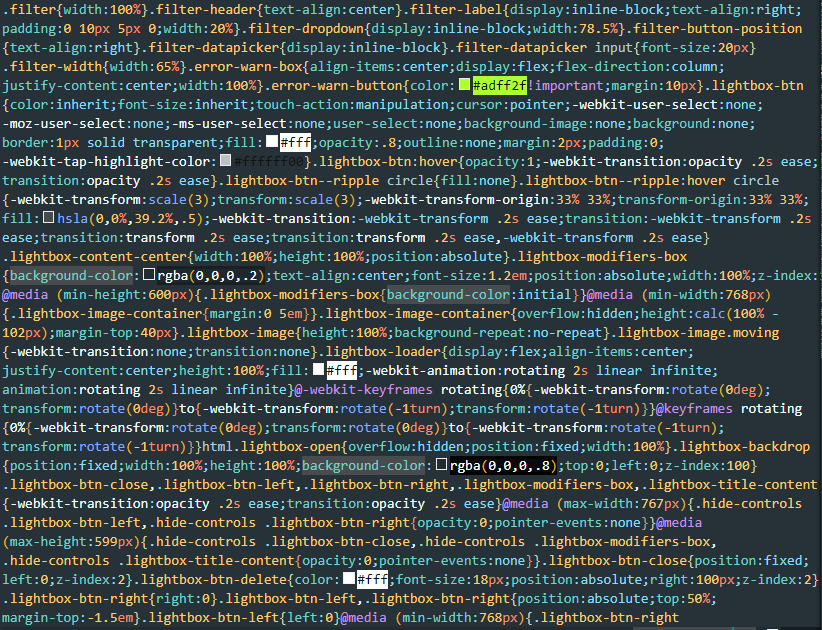 .filter{width:100%}.filter-header{text-align:center}.filter-label{display:inline-block;text-align:right;
padding:0 10px 5px 0;width:20%}.filter-dropdown{display:inline-block;width:78.5%}.filter-button-position
{text-align:right}.filter-datapicker{display:inline-block}.filter-datapicker input{font-size:20px}
.filter-width{width:65%}.error-warn-box{align-items:center;display:flex;flex-direction:column;
justify-content:center;width:100%}.error-warn-button{color:#adff2f!important;margin:10px}.lightbox-btn
{color:inherit;font-size:inherit;touch-action:manipulation;cursor:pointer;-webkit-user-select:none;
-moz-user-select:none;-ms-user-select:none;user-select:none;background-image:none;background:none;
border:1px solid transparent;fill:#fff;opacity:.8;outline:none;margin:2px;padding:0;
-webkit-tap-highlight-color:#ffffff00}.lightbox-btn:hover{opacity:1;-webkit-transition:opacity .2s ease;
transition:opacity .2s ease}.lightbox-btn--ripple circle{fill:none}.lightbox-btn--ripple:hover circle
{-webkit-transform:scale(3);transform:scale(3);-webkit-transform-origin:33% 33%;transform-origin:33% 33%;
fill:hsla(0,0%,39.2%,.5);-webkit-transition:-webkit-transform .2s ease;transition:-webkit-transform .2s
ease;transition:transform .2s ease;transition:transform .2s ease,-webkit-transform .2s ease}
.lightbox-content-center{width:100%;height:100%;position:absolute}.lightbox-modifiers-box
{background-color:rgba(0,0,0,.2);text-align:center;font-size:1.2em;position:absolute;width:100%;z-index:
@media (min-height:600px){.lightbox-modifiers-box{background-color:initial}}@media (min-width:768px)
{.lightbox-image-container{margin:0 5em}}.lightbox-image-container{overflow:hidden;height:calc(100% -
102px);margin-top:40px}.lightbox-image{height:100%;background-repeat:no-repeat}.lightbox-image.moving
{-webkit-transition:none;transition:none}.lightbox-loader{display:flex;align-items:center;
justify-content:center;height:100%;fill:#fff;-webkit-animation:rotating 2s linear infinite;
animation:rotating 2s linear infinite}@-webkit-keyframes rotating{0%{-webkit-transform:rotate(0deg);
transform:rotate(0deg)}to{-webkit-transform:rotate(-1turn);transform:rotate(-1turn)}}@keyframes rotating
{0%{-webkit-transform:rotate(0deg);transform:rotate(0deg)}to{-webkit-transform:rotate(-1turn);
transform:rotate(-1turn)}}html.lightbox-open{overflow:hidden;position:fixed;width:100%}.lightbox-backdrop
{position:fixed;width:100%;height:100%;background-color:rgba(0,0,0,.8);top:0;left:0;z-index:100}
.lightbox-btn-close,.lightbox-btn-left,.lightbox-btn-right,.lightbox-modifiers-box,.lightbox-title-content
{-webkit-transition:opacity .2s ease;transition:opacity .2s ease}@media (max-width:767px){.hide-controls
.lightbox-btn-left,.hide-controls .lightbox-btn-right{opacity:0;pointer-events:none}}@media
(max-height:599px){.hide-controls .lightbox-btn-close,.hide-controls .lightbox-modifiers-box,
.hide-controls .lightbox-title-content{opacity:0;pointer-events:none}}.lightbox-btn-close{position:fixed;
left:0;z-index:2}.lightbox-btn-delete{color:#fff;font-size:18px;position:absolute;right:100px;z-index:2}
.lightbox-btn-right{right:0}.lightbox-btn-left,.lightbox-btn-right{position:absolute;top:50%;
margin-top:-1.5em}.lightbox-btn-left{left:0}@media (min-width:768px){.lightbox-btn-right